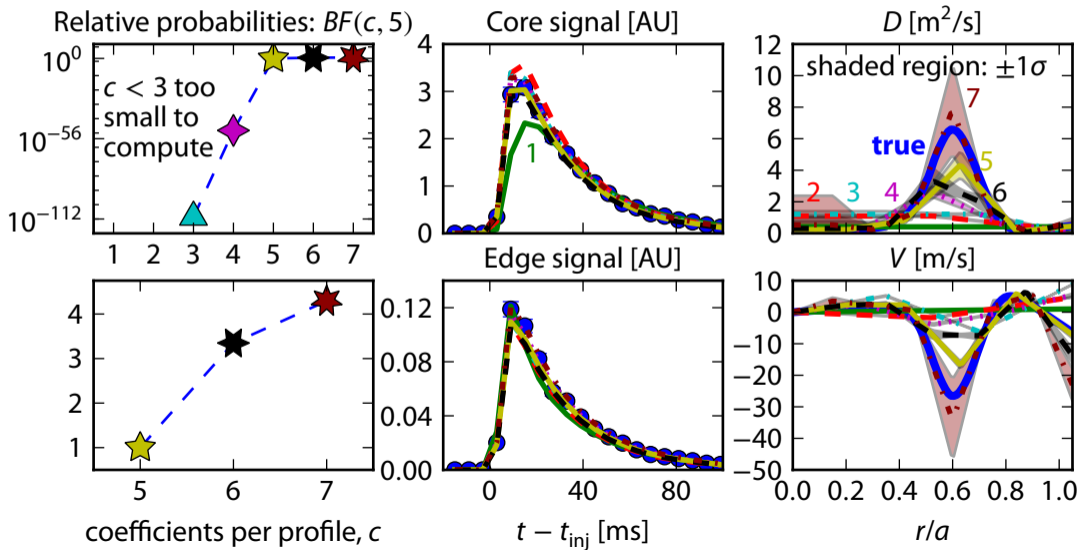 Relative probabilities: BF(c, 5)
10⁰
10⁻⁵⁶
10⁻¹¹²
c < 3 too
small to
compute
1 2 3 4 5 6 7
Core signal [AU]
4
3
2
1
0
1
D [m²/s]
12
10
8
6
4
2
0
shaded region: ±1σ
7
true
5
2 3 4 6
4
3
2
1
5 6 7
coefficients per profile, c
Edge signal [AU]
0.12
0.08
0.04
0.00
0 40 80
t − t_inj [ms]
V [m/s]
10
5
0
−10
−20
−30
−40
−50
0.0 0.2 0.4 0.6 0.8 1.0
r/a